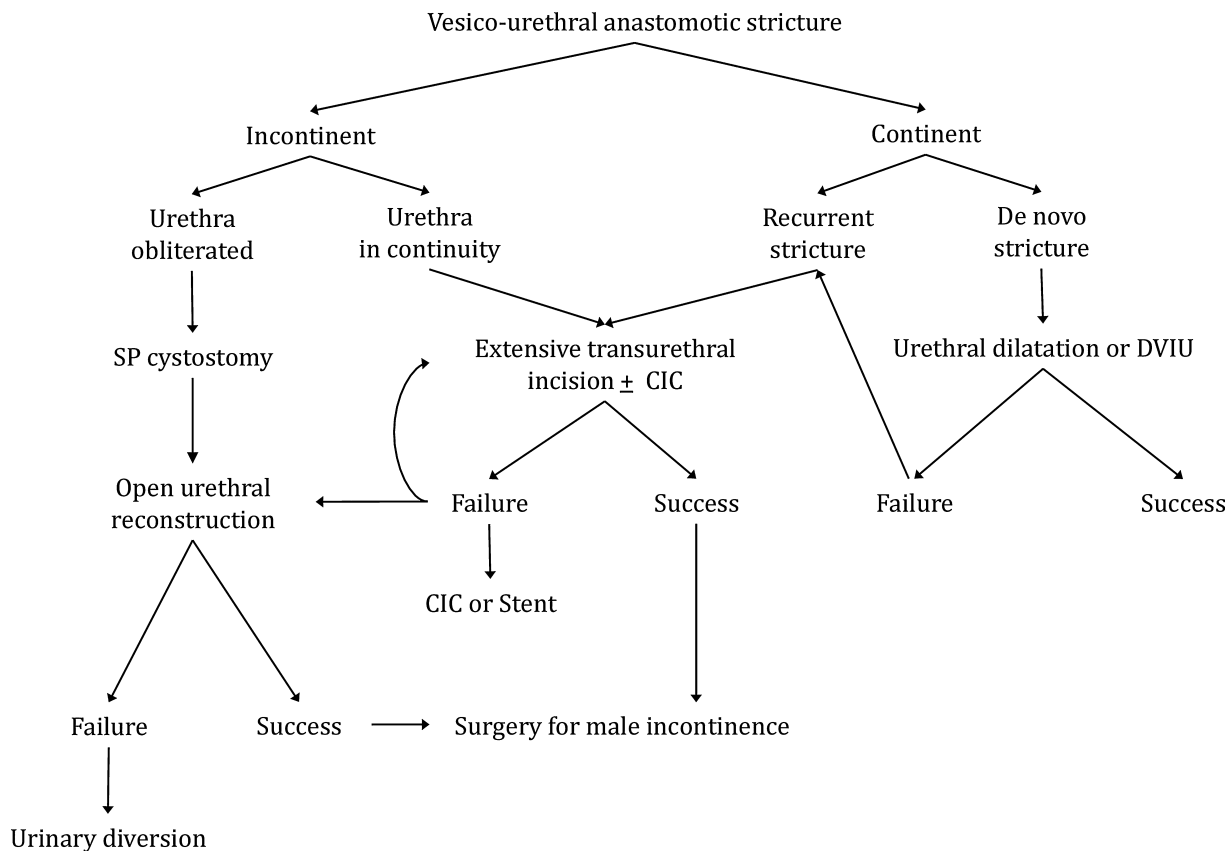 Vesico-urethral anastomotic stricture
Incontinent
Continent
Urethra
obliterated
Urethra
in continuity
Recurrent
stricture
De novo
stricture
SP cystostomy
Extensive transurethral
incision ± CIC
Urethral dilatation or DVIU
Open urethral
reconstruction
Failure
Success
Failure
Success
CIC or Stent
Failure
Success
Surgery for male incontinence
Urinary diversion